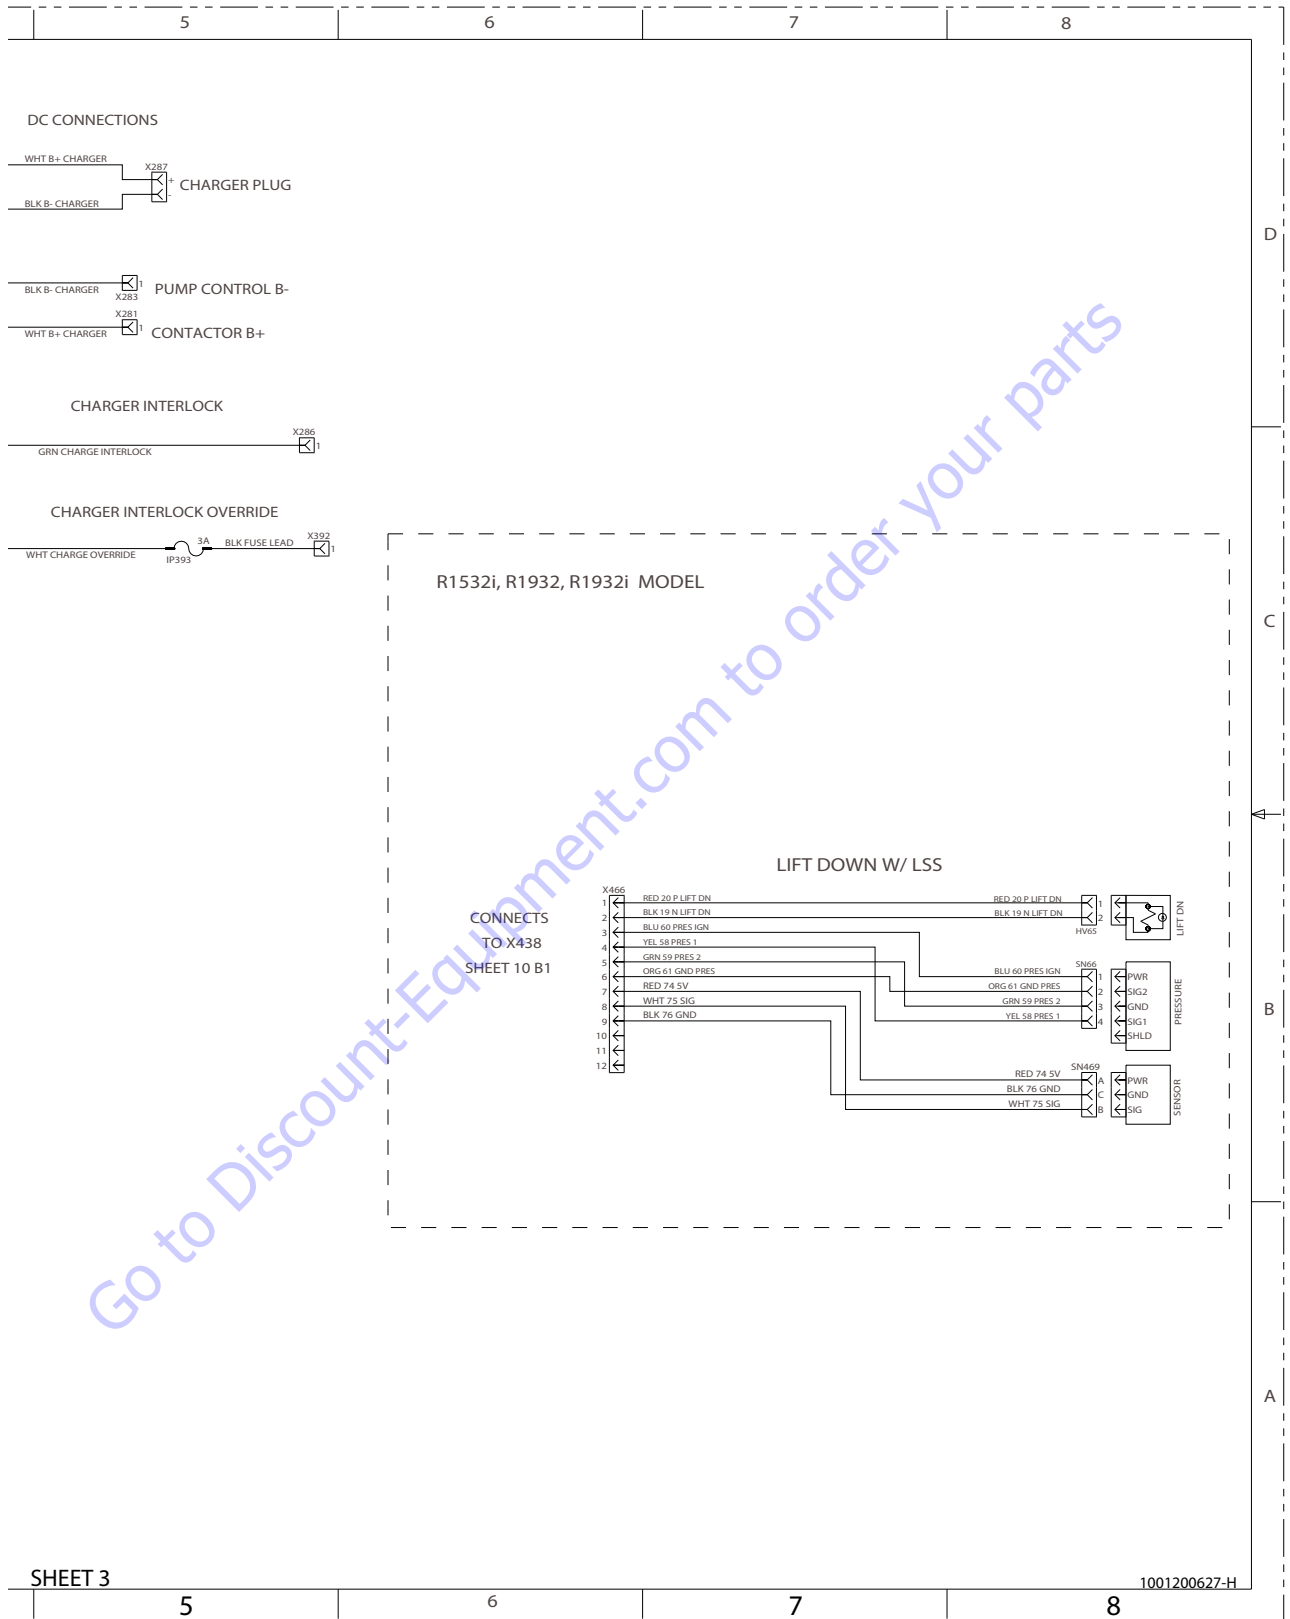 5 6 7 8
DC CONNECTIONS
WHT B+ CHARGER
X287
+
-
CHARGER PLUG
BLK B- CHARGER
D
BLK B- CHARGER
X283
1
PUMP CONTROL B-
X281
WHT B+ CHARGER
1
CONTACTOR B+
CHARGER INTERLOCK
X286
GRN CHARGE INTERLOCK
1
CHARGER INTERLOCK OVERRIDE
WHT CHARGE OVERRIDE
3A
IP393
BLK FUSE LEAD
X392
1
R1532i, R1932, R1932i MODEL
C
LIFT DOWN W/ LSS
CONNECTS
TO X438
SHEET 10 B1
X466
1 RED 20 P LIFT DN
2 BLK 19 N LIFT DN
3 BLU 60 PRES IGN
4 YEL 58 PRES 1
5 GRN 59 PRES 2
6 ORG 61 GND PRES
7 RED 74 5V
8 WHT 75 SIG
9 BLK 76 GND
10
11
12
RED 20 P LIFT DN 1
BLK 19 N LIFT DN 2
HV65
LIFT DN
SN66
BLU 60 PRES IGN 1 PWR
ORG 61 GND PRES 2 SIG2
GRN 59 PRES 2 3 GND
YEL 58 PRES 1 4 SIG1
SHLD
PRESSURE
B
SN469
RED 74 5V A PWR
BLK 76 GND C GND
WHT 75 SIG B SIG
SENSOR
A
Go to Discount-Equipment.com to order your parts
SHEET 3
1001200627-H
5 6 7 8